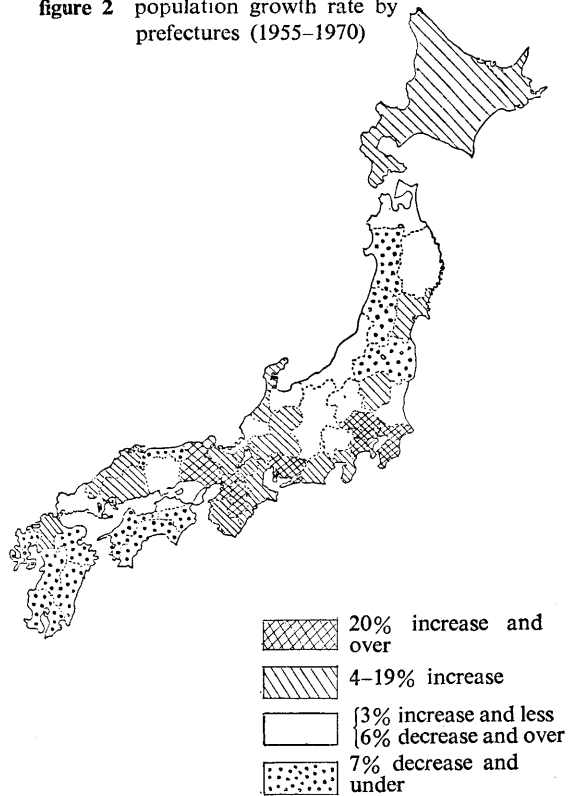 figure 2 population growth rate by
prefectures (1955–1970)
20% increase and
over
4–19% increase
{3% increase and less
6% decrease and over
7% decrease and
under